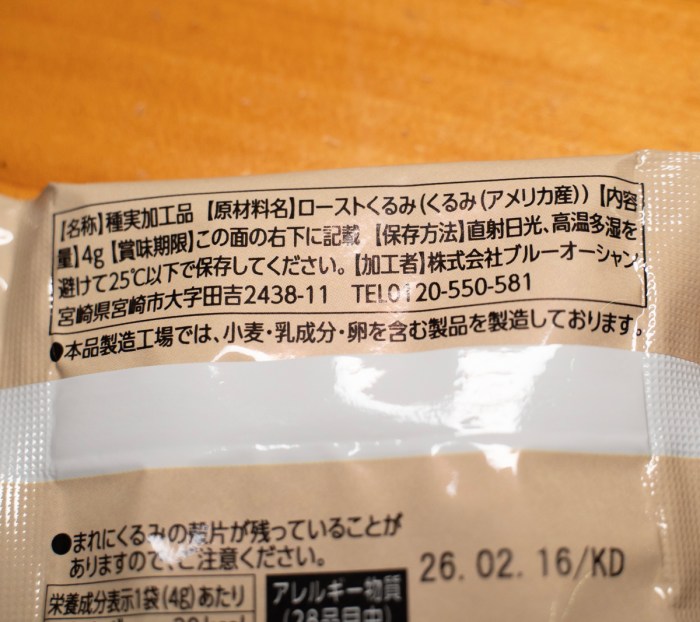 【名称】種実加工品 【原材料名】ローストくるみ(くるみ(アメリカ産)) 【内容
量】4g 【賞味期限】この面の右下に記載 【保存方法】直射日光、高温多湿を
避けて25℃以下で保存してください。【加工者】株式会社ブルーオーシャン
宮崎県宮崎市大字田吉2438-11 TEL0120-550-581
●本品製造工場では、小麦・乳成分・卵を含む製品を製造しております。
●まれにくるみの殻片が残っていることが
ありますので、ご注意ください。
26.02.16/KD
栄養成分表示1袋(4g)あたり
アレルギー物質
(28品目中)